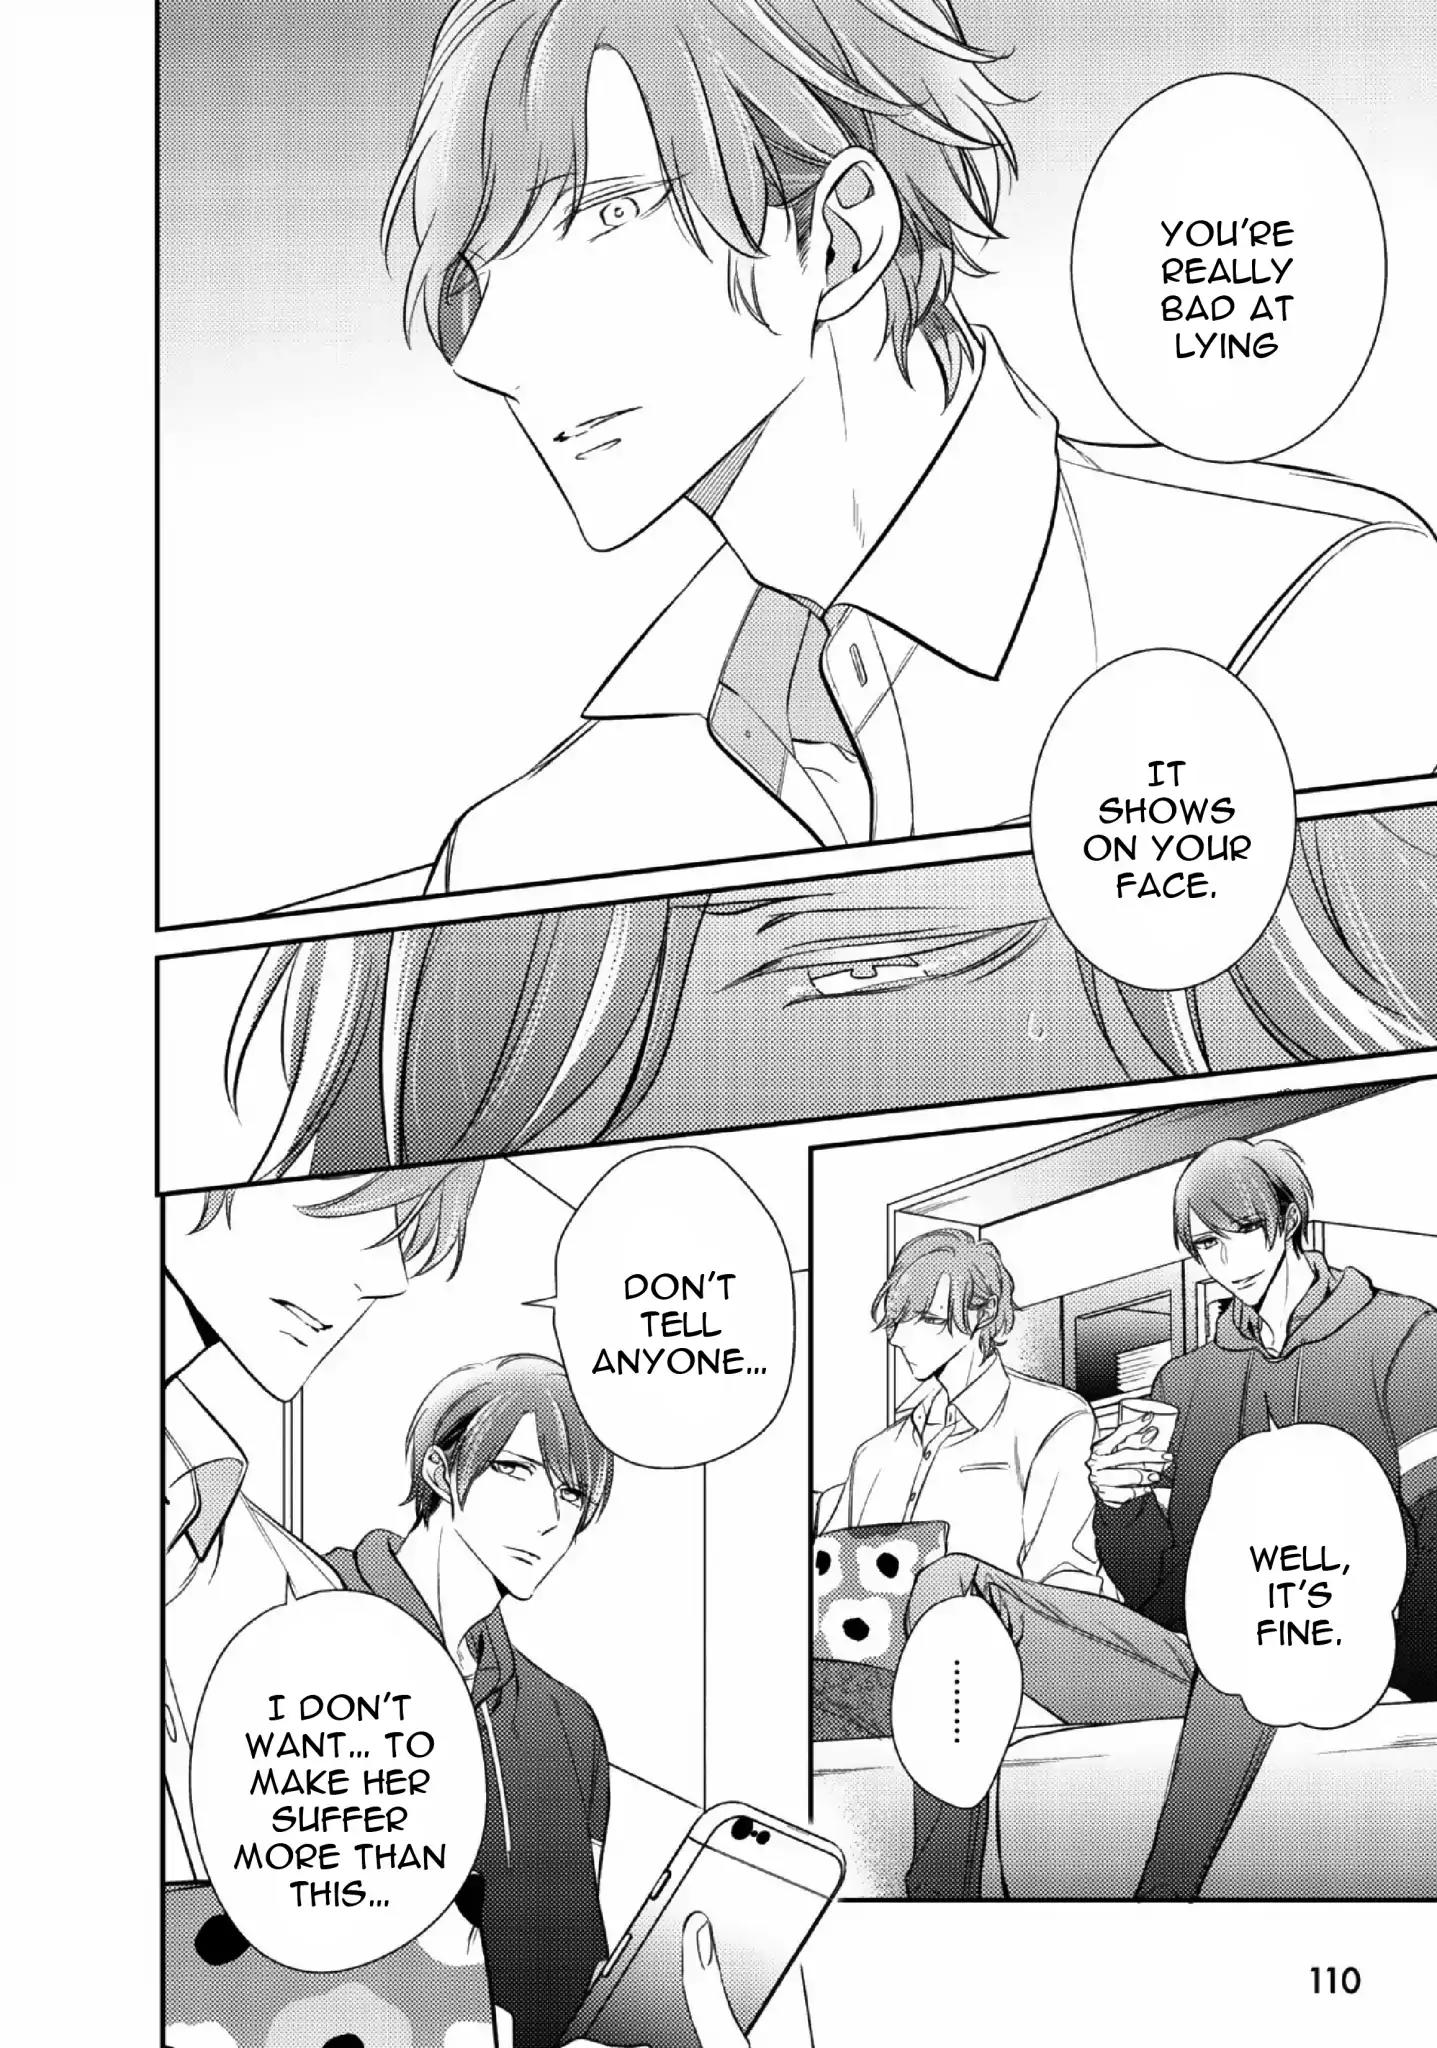 YOU'RE
REALLY
BAD AT
LYING
IT
SHOWS
ON YOUR
FACE.
WELL,
IT'S
FINE.
.........
DON'T
TELL
ANYONE...
I DON'T
WANT... TO
MAKE HER
SUFFER
MORE THAN
THIS...
110